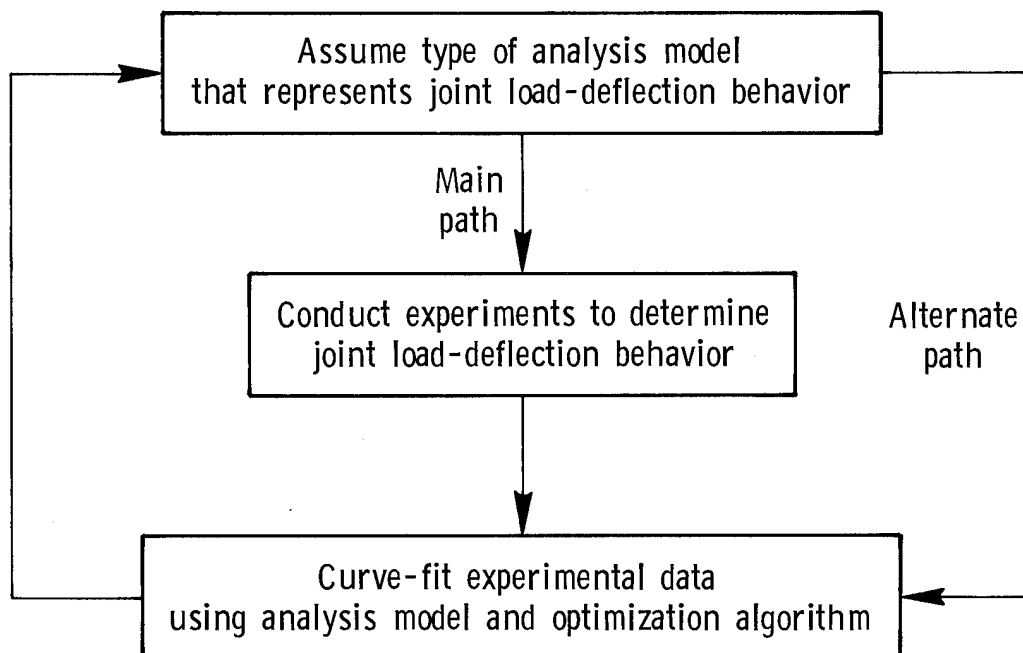 Assume type of analysis model
that represents joint load-deflection behavior
Main
path
Conduct experiments to determine
joint load-deflection behavior
Alternate
path
Curve-fit experimental data
using analysis model and optimization algorithm